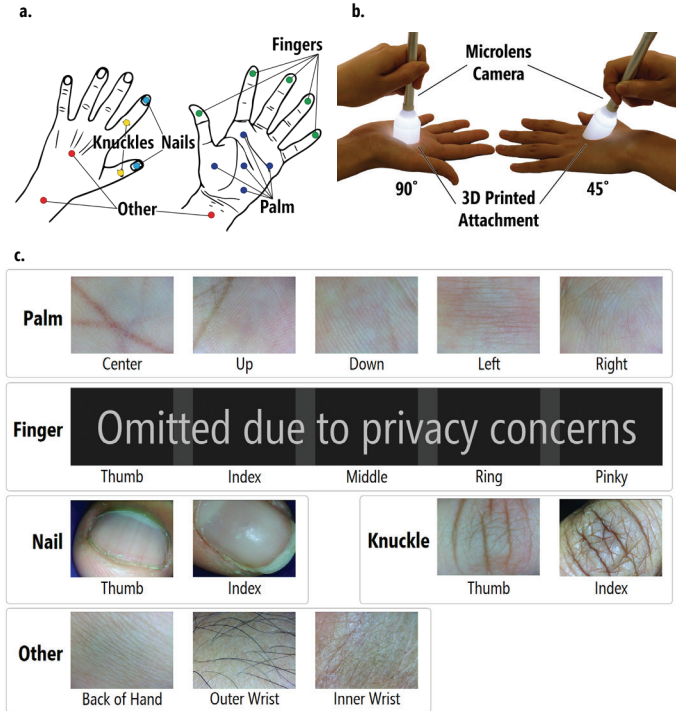 a.
Fingers
Knuckles Nails
Other
Palm
b.
Microlens
Camera
90°
3D Printed
Attachment
45°
c.
Palm
Center
Up
Down
Left
Right
Finger
Omitted due to privacy concerns
Thumb
Index
Middle
Ring
Pinky
Nail
Thumb
Index
Knuckle
Thumb
Index
Other
Back of Hand
Outer Wrist
Inner Wrist